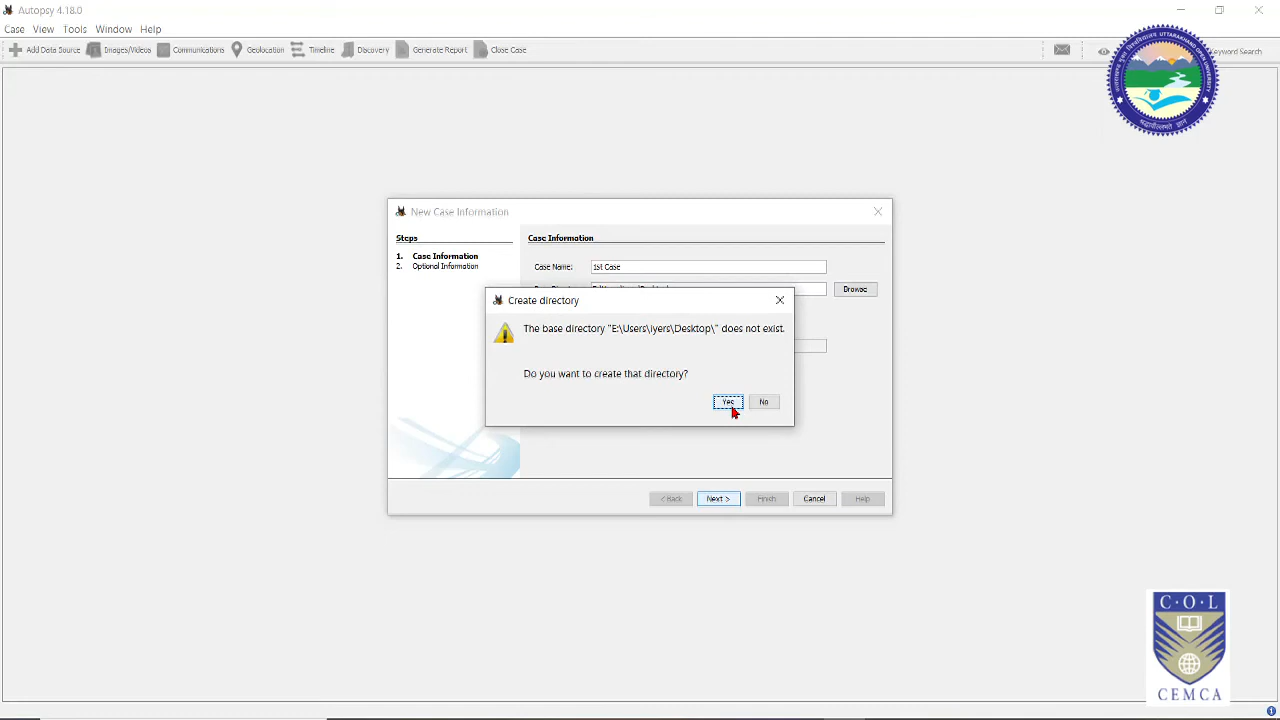 Autopsy 4.18.0
Case View Tools Window Help
Add Data Source Images/Videos Communications Geolocation Timeline Discovery Generate Report Close Case Keyword Search
UTTARAKHAND OPEN UNIVERSITY
New Case Information
Steps
Case Information
1. Case Information
2. Optional Information
Case Name: 1st Case
Browse
Create directory
The base directory "E:\Users\iyers\Desktop\" does not exist.
Do you want to create that directory?
Yes No
< Back Next > Finish Cancel Help
C·O·L
CEMCA